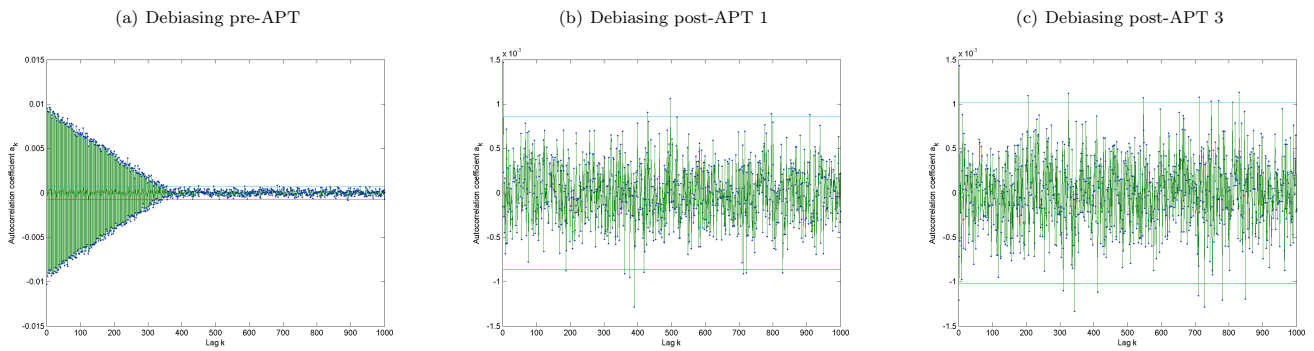 (a) Debiasing pre-APT
0.015
0.01
0.005
0
-0.005
-0.01
-0.015
0 100 200 300 400 500 600 700 800 900 1000
Autocorrelation coefficient a_k
Lag k
(b) Debiasing post-APT 1
x 10^-3
1.5
1
0.5
0
-0.5
-1
-1.5
0 100 200 300 400 500 600 700 800 900 1000
Autocorrelation coefficient a_k
Lag k
(c) Debiasing post-APT 3
x 10^-3
1.5
1
0.5
0
-0.5
-1
-1.5
0 100 200 300 400 500 600 700 800 900 1000
Autocorrelation coefficient a_k
Lag k